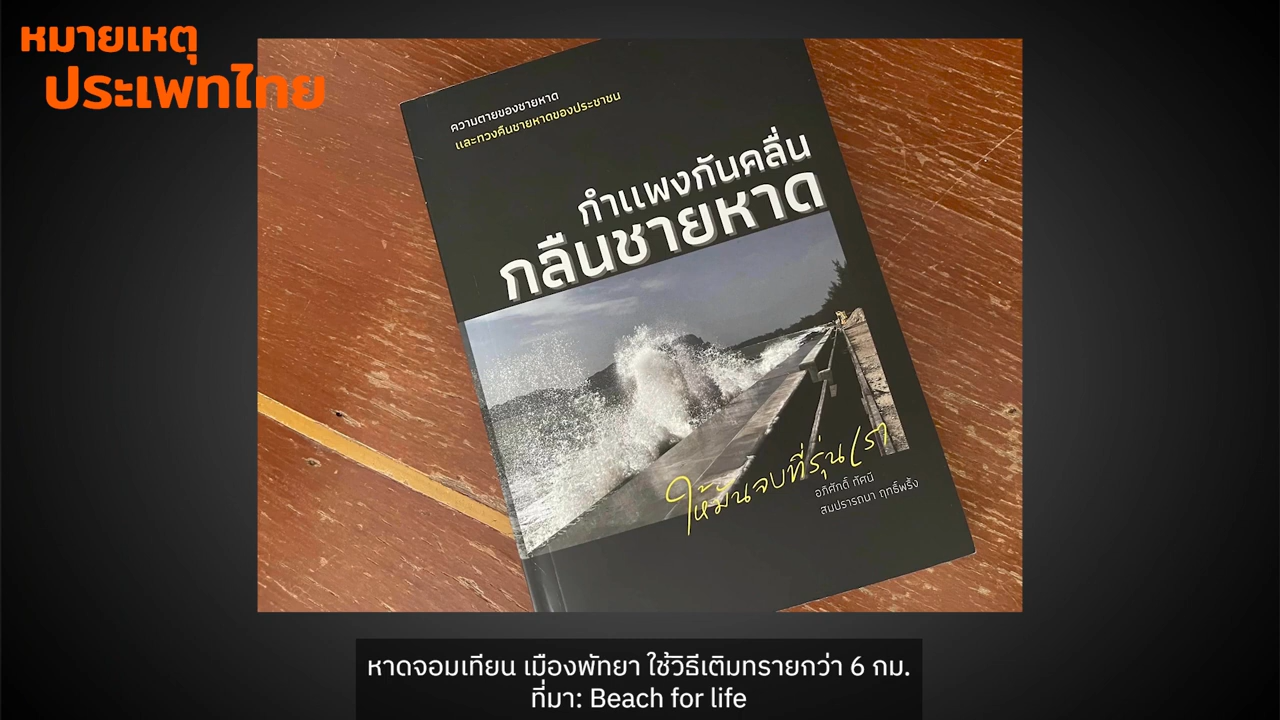 หมายเหตุ
ประเพทไทย
ความตายของชายหาด
และทวงคืนชายหาดของประชาชน
กำแพงกันคลื่น
กลืนชายหาด
ให้มันจบที่รุ่นเรา
อภิศักดิ์ ทัศนี
สมปรารถนา ฤทธิ์พริ้ง
หาดจอมเทียน เมืองพัทยา ใช้วิธีเติมทรายกว่า 6 กม.
ที่มา: Beach for life